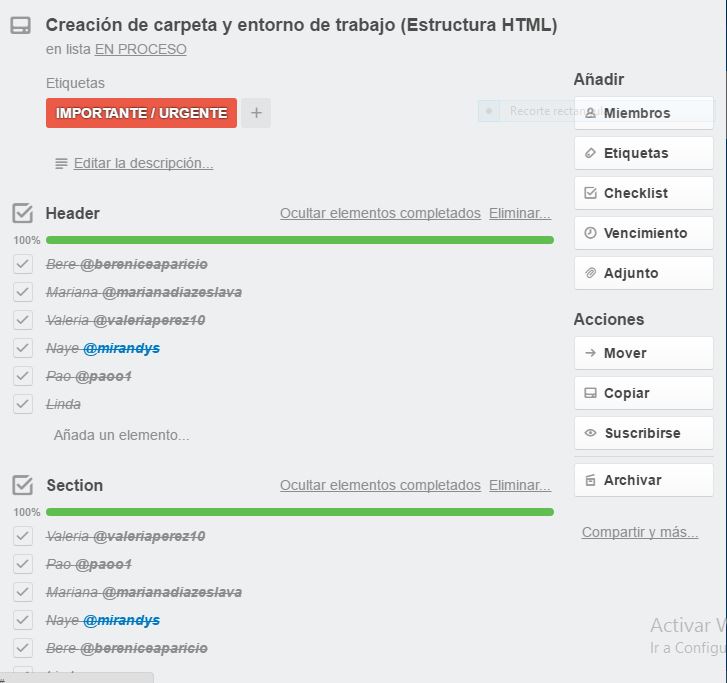 Creación de carpeta y entorno de trabajo (Estructura HTML)
en lista EN PROCESO
Etiquetas
IMPORTANTE / URGENTE +
Editar la descripción...
Header Ocultar elementos completados Eliminar...
100%
Bere @bereniceaparicio
Mariana @marianadiazeslava
Valeria @valeriaperez10
Naye @mirandys
Pao @paoo1
Linda
Añada un elemento...
Section Ocultar elementos completados Eliminar...
100%
Valeria @valeriaperez10
Pao @paoo1
Mariana @marianadiazeslava
Naye @mirandys
Bere @bereniceaparicio
Añadir
Recorte
Miembros
Etiquetas
Checklist
Vencimiento
Adjunto
Acciones
Mover
Copiar
Suscribirse
Archivar
Compartir y más...
Activar W
Ir a Configu